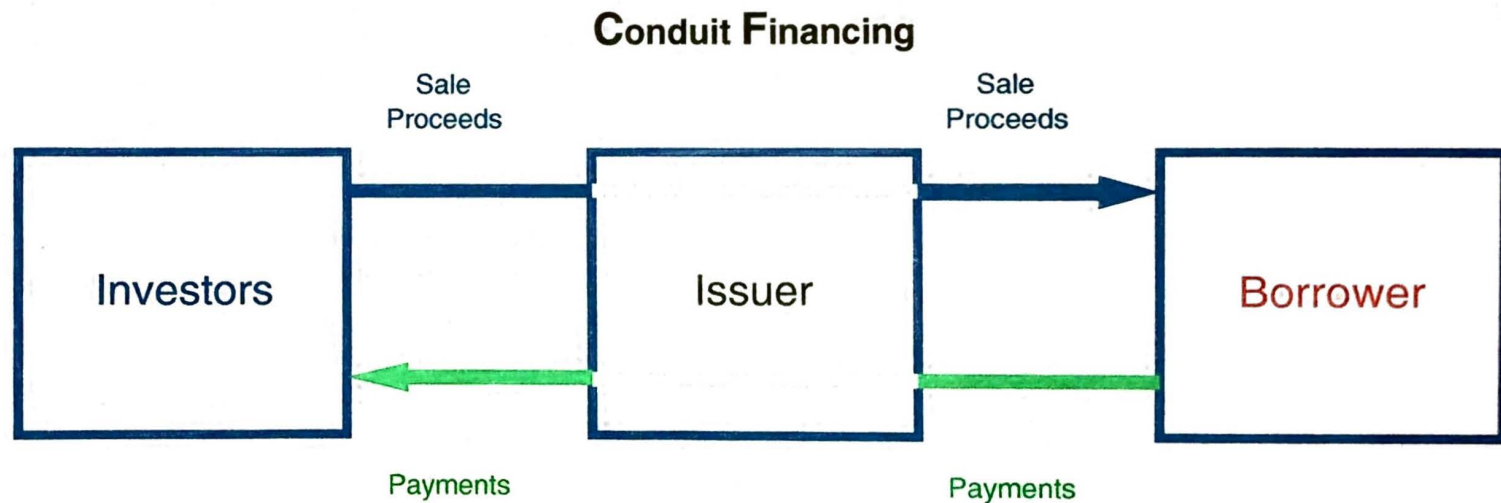 Conduit Financing
Sale
Proceeds
Sale
Proceeds
Investors
Issuer
Borrower
Payments
Payments